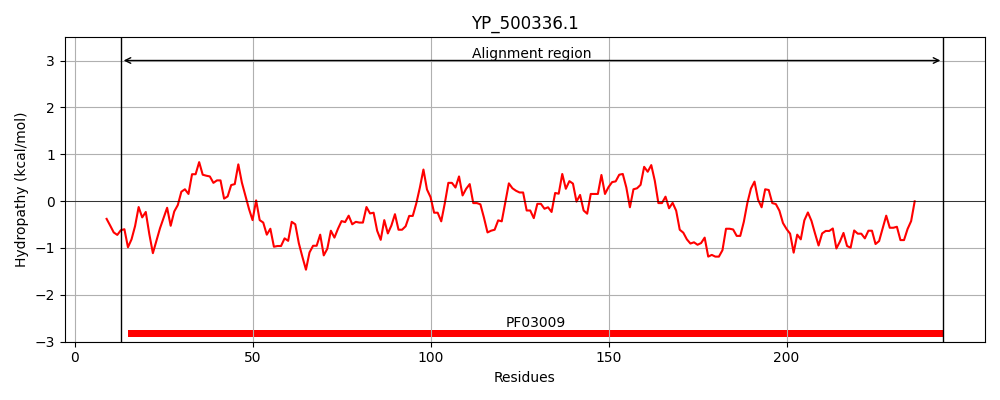 YP_500336.1
Alignment region
Hydropathy (kcal/mol)
3
2
1
0
−1
−2
−3
PF03009
0 50 100 150 200
Residues